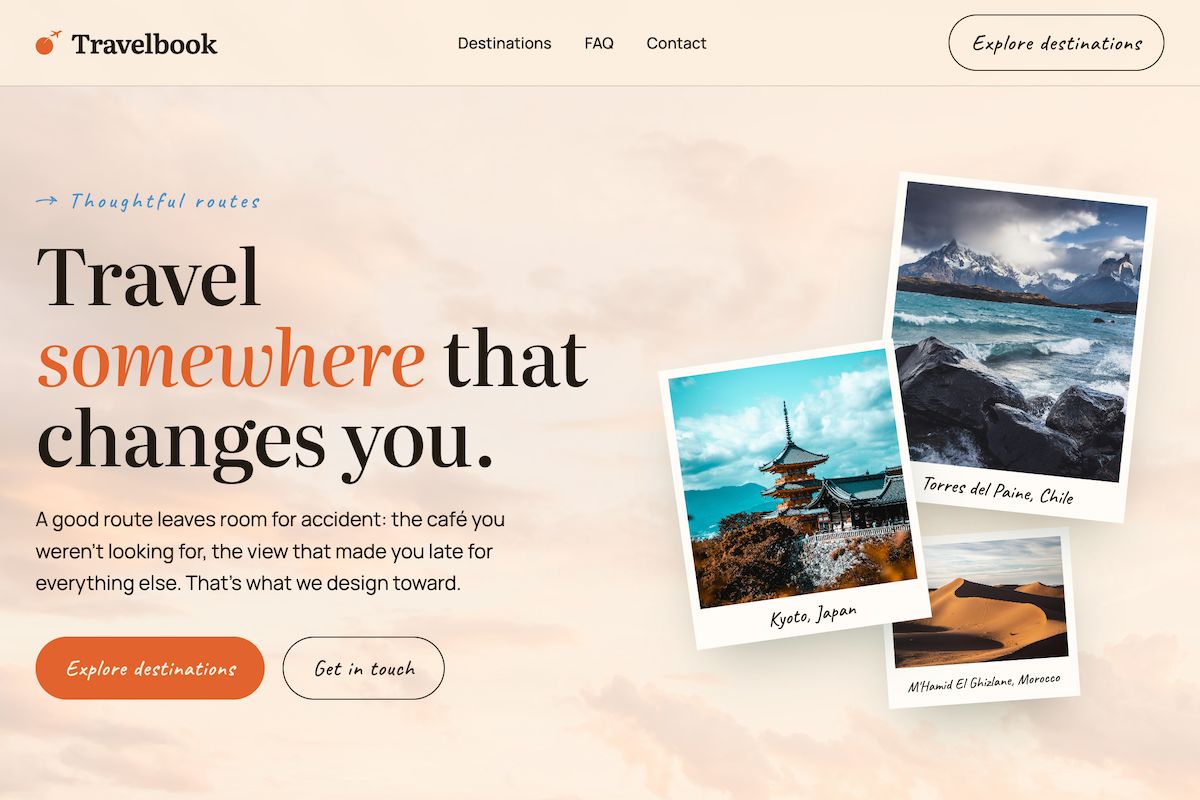 Travelbook
Destinations
FAQ
Contact
Explore destinations
→ Thoughtful routes
Travel
somewhere that
changes you.
A good route leaves room for accident: the café you
weren’t looking for, the view that made you late for
everything else. That’s what we design toward.
Explore destinations
Get in touch
Torres del Paine, Chile
Kyoto, Japan
M'Hamid El Ghizlane, Morocco